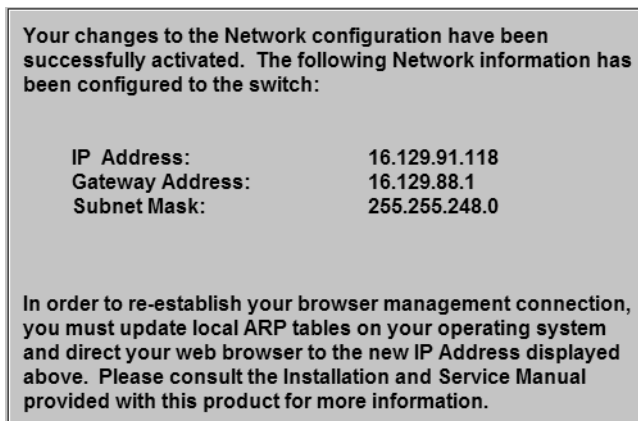 Your changes to the Network configuration have been
successfully activated.  The following Network information has
been configured to the switch:
IP  Address: 16.129.91.118
Gateway Address: 16.129.88.1
Subnet Mask: 255.255.248.0
In order to re-establish your browser management connection,
you must update local ARP tables on your operating system
and direct your web browser to the new IP Address displayed
above.  Please consult the Installation and Service Manual
provided with this product for more information.